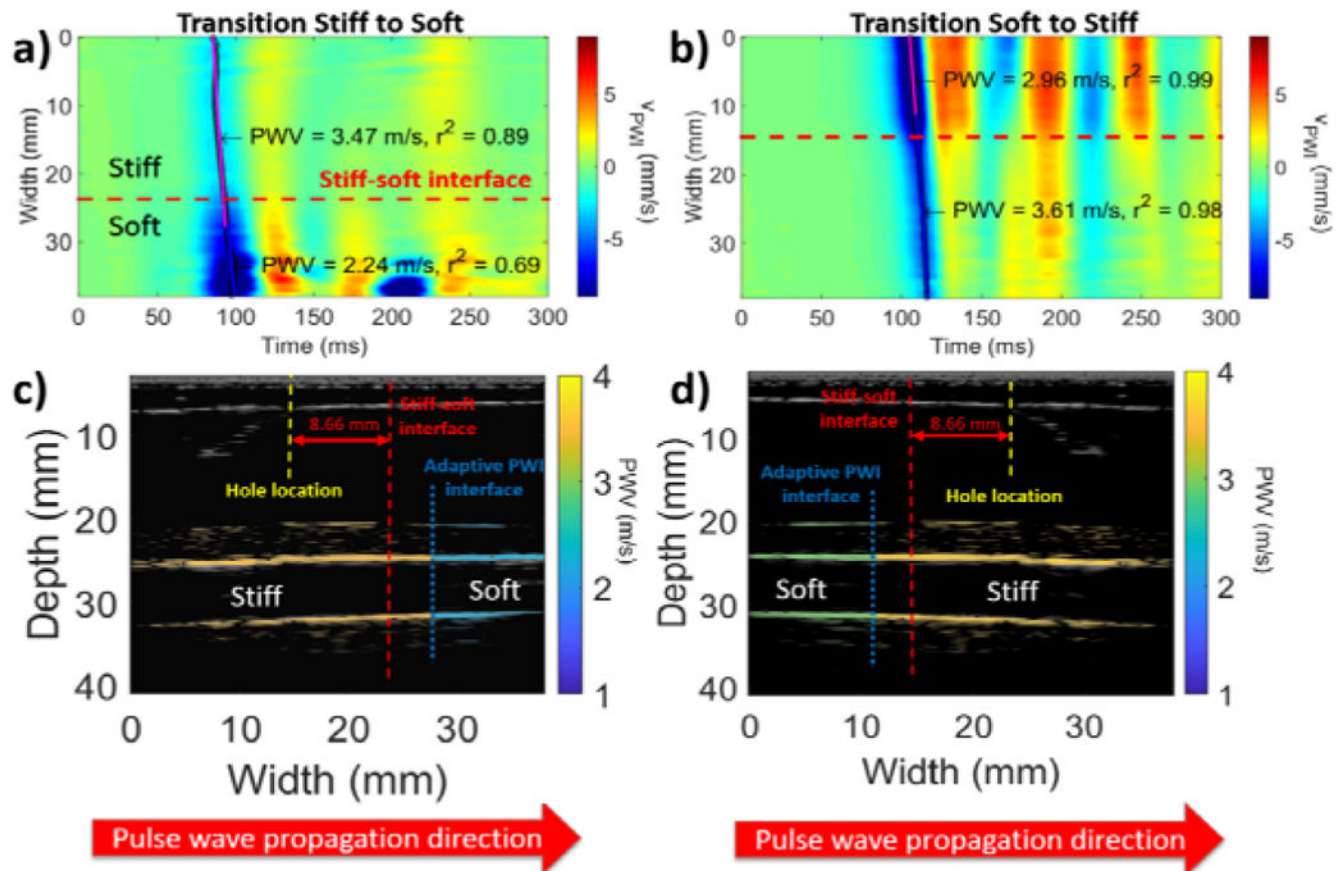 Transition Stiff to Soft
a)
0
10
20
30
Width (mm)
PWV = 3.47 m/s, r² = 0.89
Stiff
Stiff-soft interface
Soft
PWV = 2.24 m/s, r² = 0.69
0
50
100
150
200
250
300
Time (ms)
5
0
-5
v_PWI (mm/s)
Transition Soft to Stiff
b)
0
10
20
30
Width (mm)
PWV = 2.96 m/s, r² = 0.99
PWV = 3.61 m/s, r² = 0.98
0
50
100
150
200
250
300
Time (ms)
5
0
-5
v_PWI (mm/s)
c)
10
20
30
40
Depth (mm)
Stiff-soft
interface
8.66 mm
Hole location
Adaptive PWI
interface
Stiff
Soft
0
10
20
30
Width (mm)
4
3
2
1
PWV (m/s)
Pulse wave propagation direction
d)
10
20
30
40
Depth (mm)
Stiff-soft
interface
8.66 mm
Adaptive PWI
interface
Hole location
Soft
Stiff
0
10
20
30
Width (mm)
4
3
2
1
PWV (m/s)
Pulse wave propagation direction